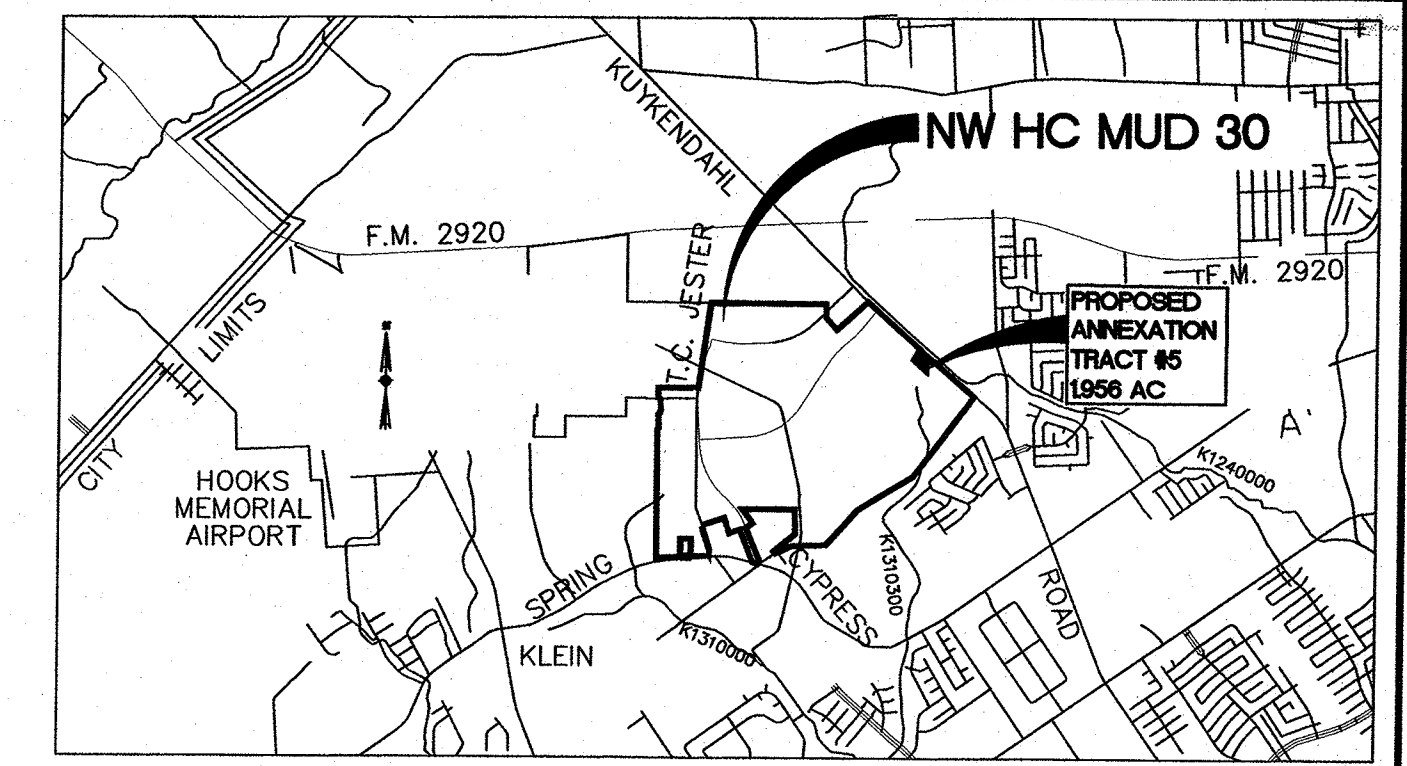 KUYKENDAHL
NW HC MUD 30
F.M. 2920
T.C. JESTER
F.M. 2920
PROPOSED
ANNEXATION
TRACT #5
1.956 AC
CITY LIMITS
HOOKS
MEMORIAL
AIRPORT
A'
K1240000
SPRING CYPRESS
K1310300
ROAD
KLEIN
K1310000